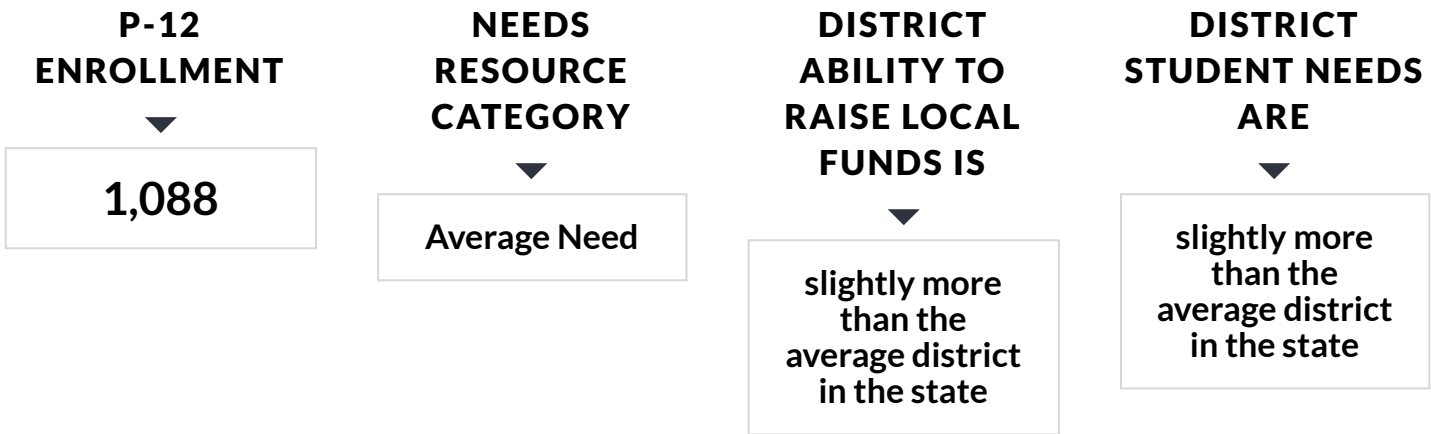 P-12
ENROLLMENT
1,088
NEEDS
RESOURCE
CATEGORY
Average Need
DISTRICT
ABILITY TO
RAISE LOCAL
FUNDS IS
slightly more
than the
average district
in the state
DISTRICT
STUDENT NEEDS
ARE
slightly more
than the
average district
in the state